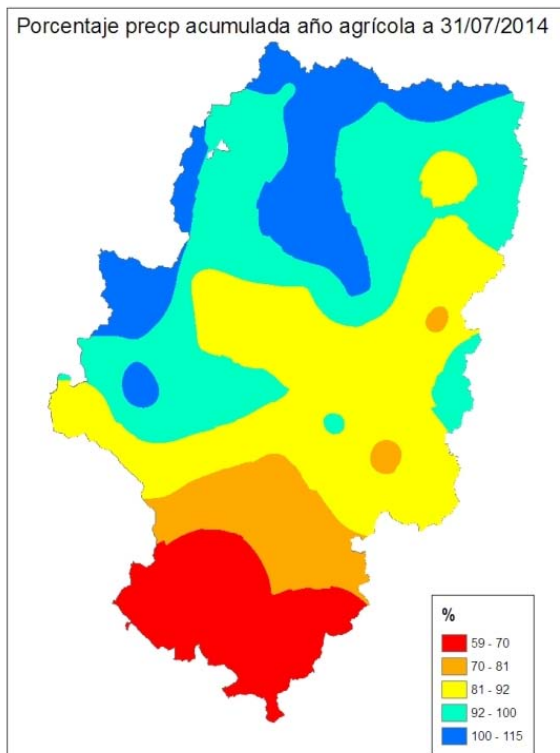 Porcentaje precp acumulada año agrícola a 31/07/2014
%
59 - 70
70 - 81
81 - 92
92 - 100
100 - 115